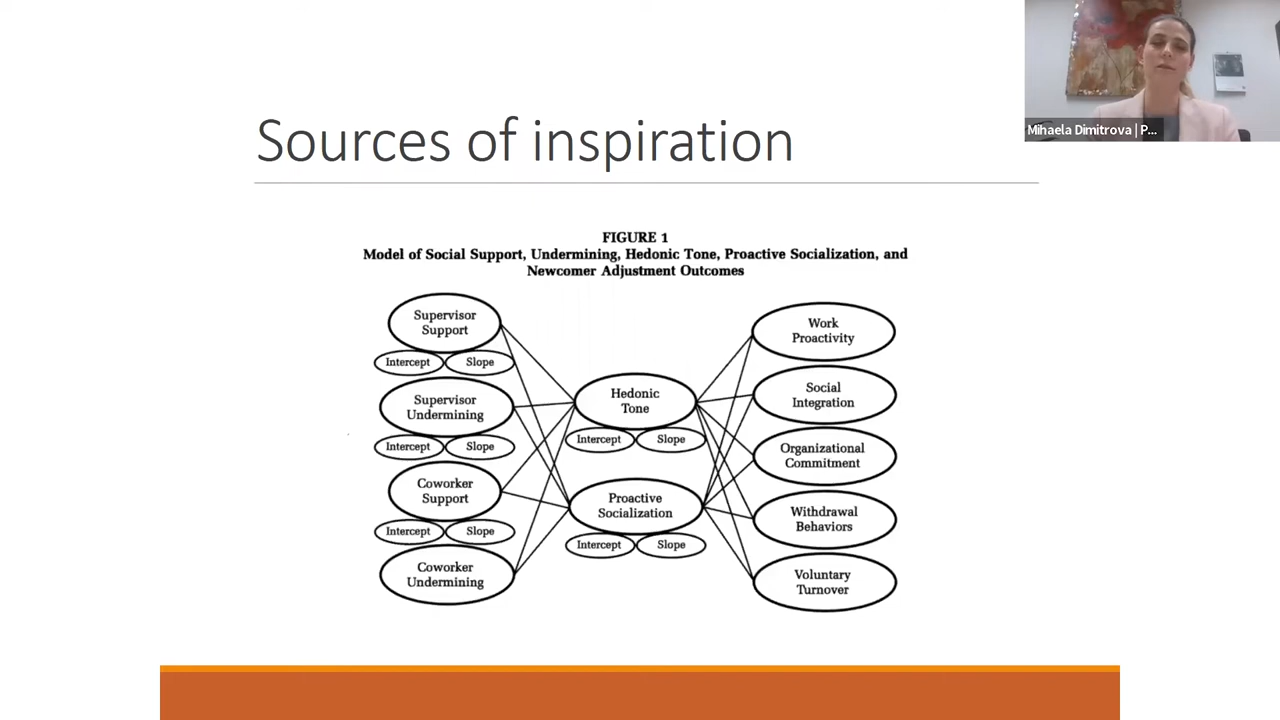 Mihaela Dimitrova | P...
Sources of inspiration
FIGURE 1
Model of Social Support, Undermining, Hedonic Tone, Proactive Socialization, and
Newcomer Adjustment Outcomes
Supervisor
Support
Intercept
Slope
Supervisor
Undermining
Intercept
Slope
Coworker
Support
Intercept
Slope
Coworker
Undermining
Hedonic
Tone
Intercept
Slope
Proactive
Socialization
Intercept
Slope
Work
Proactivity
Social
Integration
Organizational
Commitment
Withdrawal
Behaviors
Voluntary
Turnover